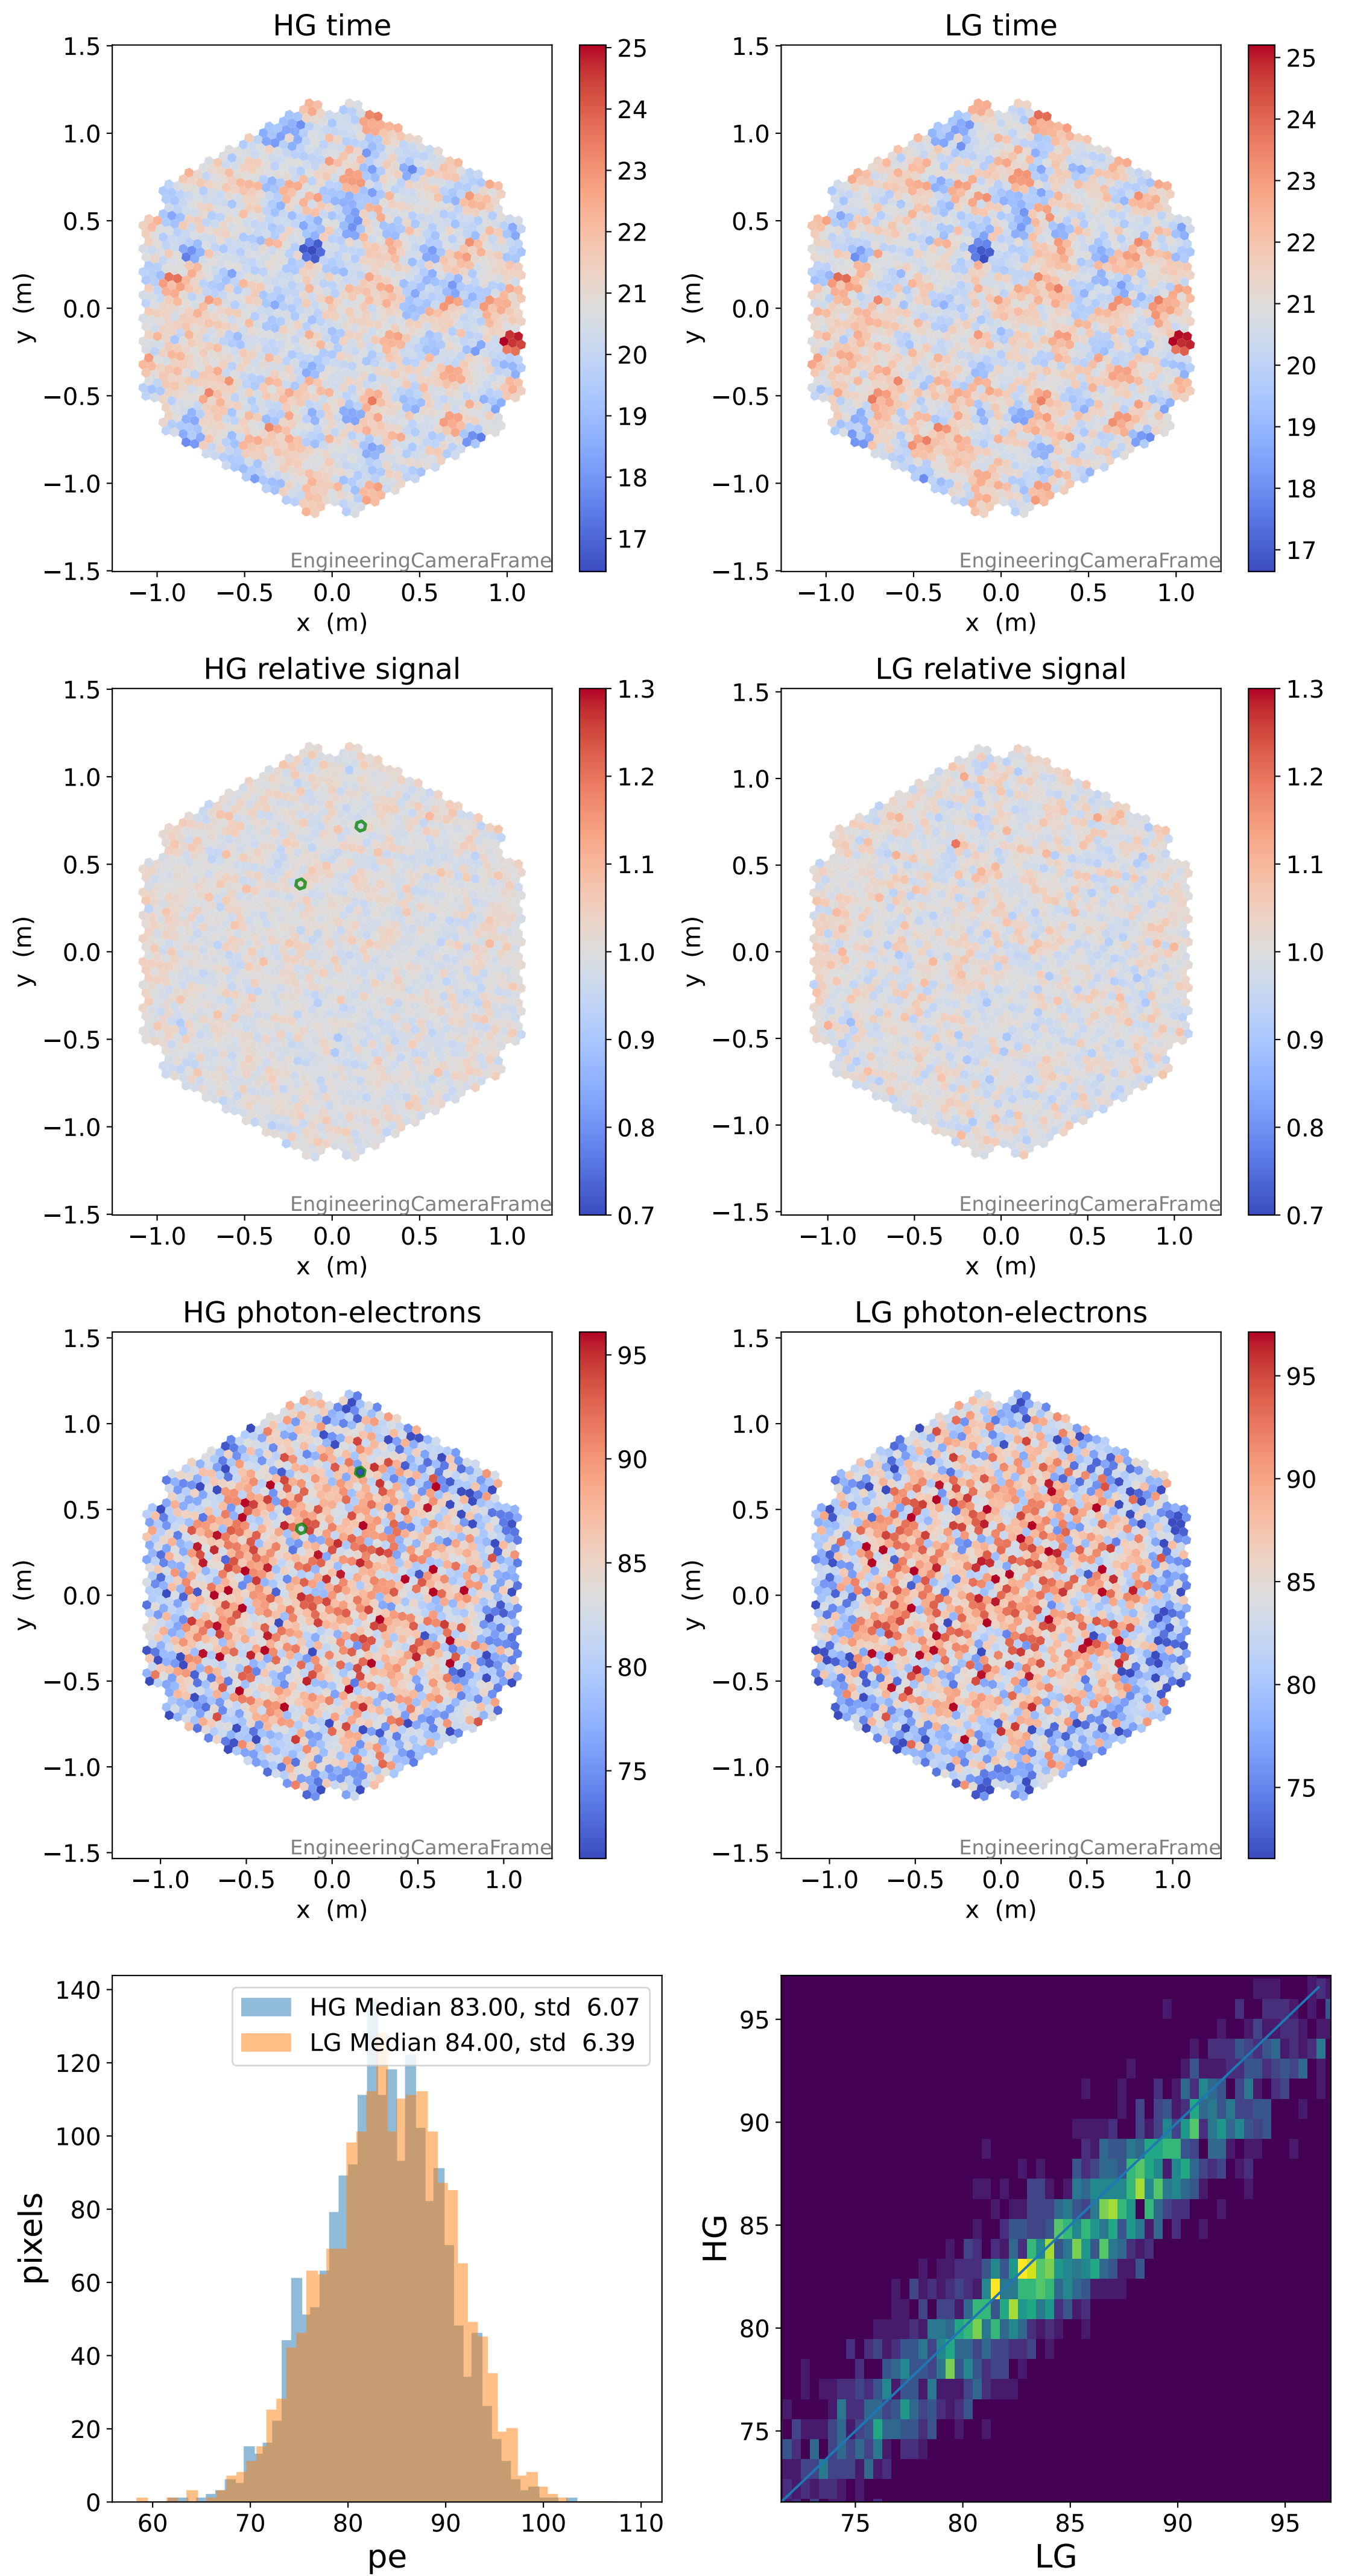 HG time
LG time
1.5
1.0
0.5
0.0
−0.5
−1.0
−1.5
y (m)
−1.0 −0.5 0.0 0.5 1.0
x (m)
EngineeringCameraFrame
25
24
23
22
21
20
19
18
17
1.5
1.0
0.5
0.0
−0.5
−1.0
−1.5
y (m)
−1.0 −0.5 0.0 0.5 1.0
x (m)
EngineeringCameraFrame
25
24
23
22
21
20
19
18
17
HG relative signal
LG relative signal
1.5
1.0
0.5
0.0
−0.5
−1.0
−1.5
y (m)
−1.0 −0.5 0.0 0.5 1.0
x (m)
EngineeringCameraFrame
1.3
1.2
1.1
1.0
0.9
0.8
0.7
1.5
1.0
0.5
0.0
−0.5
−1.0
−1.5
y (m)
−1.0 −0.5 0.0 0.5 1.0
x (m)
EngineeringCameraFrame
1.3
1.2
1.1
1.0
0.9
0.8
0.7
HG photon-electrons
LG photon-electrons
1.5
1.0
0.5
0.0
−0.5
−1.0
−1.5
y (m)
−1.0 −0.5 0.0 0.5 1.0
x (m)
EngineeringCameraFrame
95
90
85
80
75
1.5
1.0
0.5
0.0
−0.5
−1.0
−1.5
y (m)
−1.0 −0.5 0.0 0.5 1.0
x (m)
EngineeringCameraFrame
95
90
85
80
75
HG Median 83.00, std 6.07
LG Median 84.00, std 6.39
140
120
100
80
60
40
20
0
pixels
60 70 80 90 100 110
pe
95
90
85
80
75
HG
75 80 85 90 95
LG